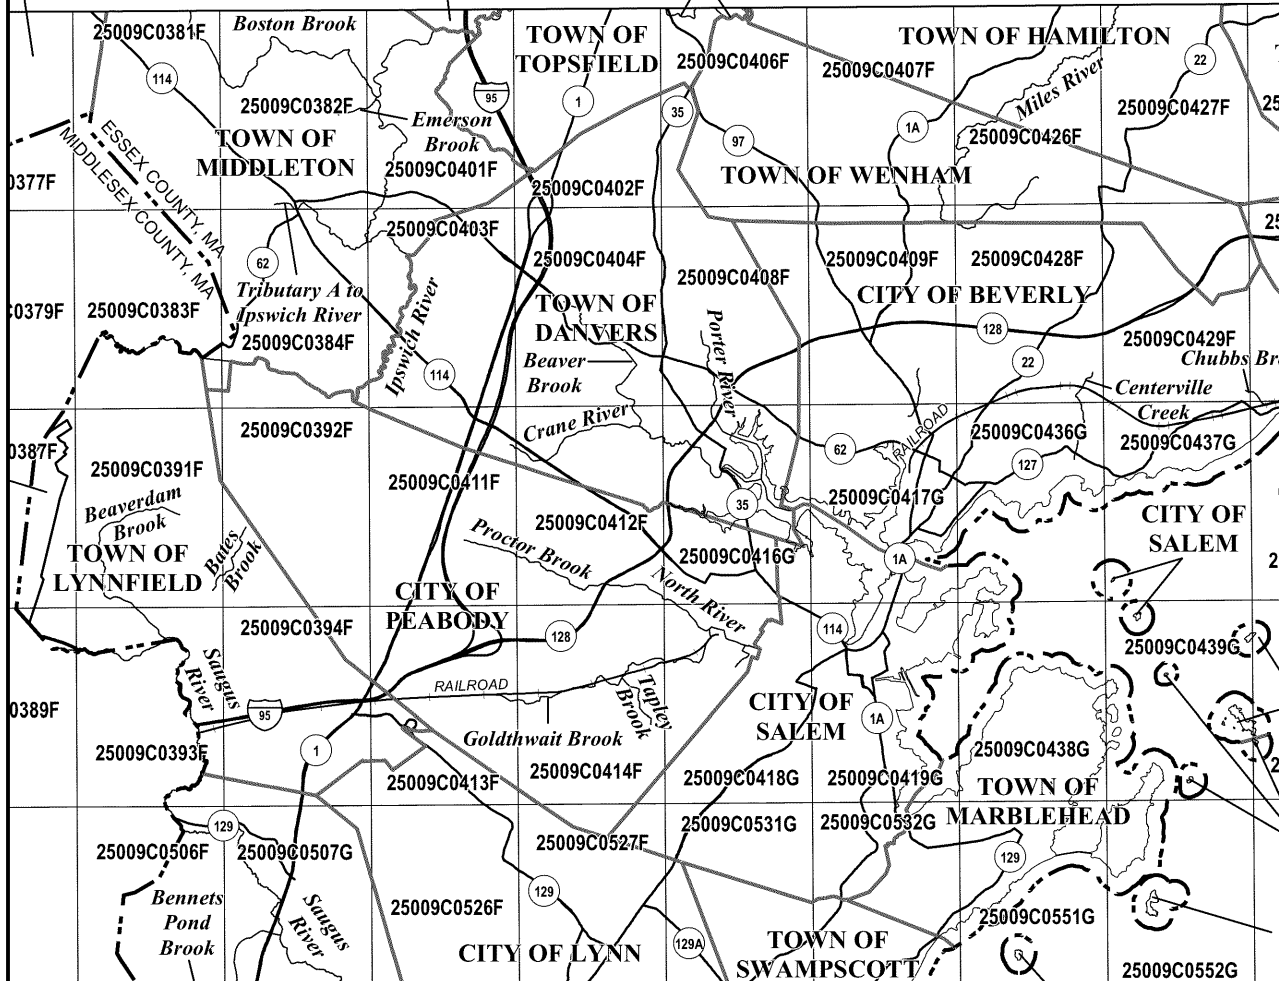 25009C0381F
Boston Brook
TOWN OF
TOPSFIELD
25009C0406F
TOWN OF HAMILTON
25009C0407F
22
114
95
1
35
25009C0382F
Emerson
Brook
97
1A
Miles River
25009C0427F
25009C0426F
ESSEX COUNTY, MA
MIDDLESEX COUNTY, MA
TOWN OF
MIDDLETON
25009C0401F
25009C0402F
TOWN OF WENHAM
0377F
25009C0403F
25009C0404F
25009C0408F
25009C0409F
25009C0428F
62
Tributary A to
Ipswich River
Ipswich River
TOWN OF
DANVERS
CITY OF BEVERLY
C0379F
25009C0383F
25009C0384F
Porter River
128
22
25009C0429F
Chubbs Br
114
Beaver
Brook
Centerville
Creek
Crane River
RAILROAD
62
25009C0392F
25009C0436G
25009C0437G
0387F
25009C0391F
127
25009C0411F
35
25009C0417G
Beaverdam
Brook
Bates
Brook
TOWN OF
LYNNFIELD
25009C0412F
Proctor Brook
25009C0416G
1A
CITY OF
SALEM
North River
CITY OF
PEABODY
25009C0394F
128
114
25009C0439G
Saugus
River
RAILROAD
Tapley
Brook
0389F
95
CITY OF
SALEM
1A
25009C0393F
1
Goldthwait Brook
25009C0413F
25009C0414F
25009C0418G
25009C0419G
25009C0438G
TOWN OF
MARBLEHEAD
129
25009C0531G
25009C0532G
25009C0506F
25009C0507G
25009C0527F
129
Bennets
Pond
Brook
Saugus
River
25009C0526F
129
25009C0551G
CITY OF LYNN
129A
TOWN OF
SWAMPSCOTT
25009C0552G